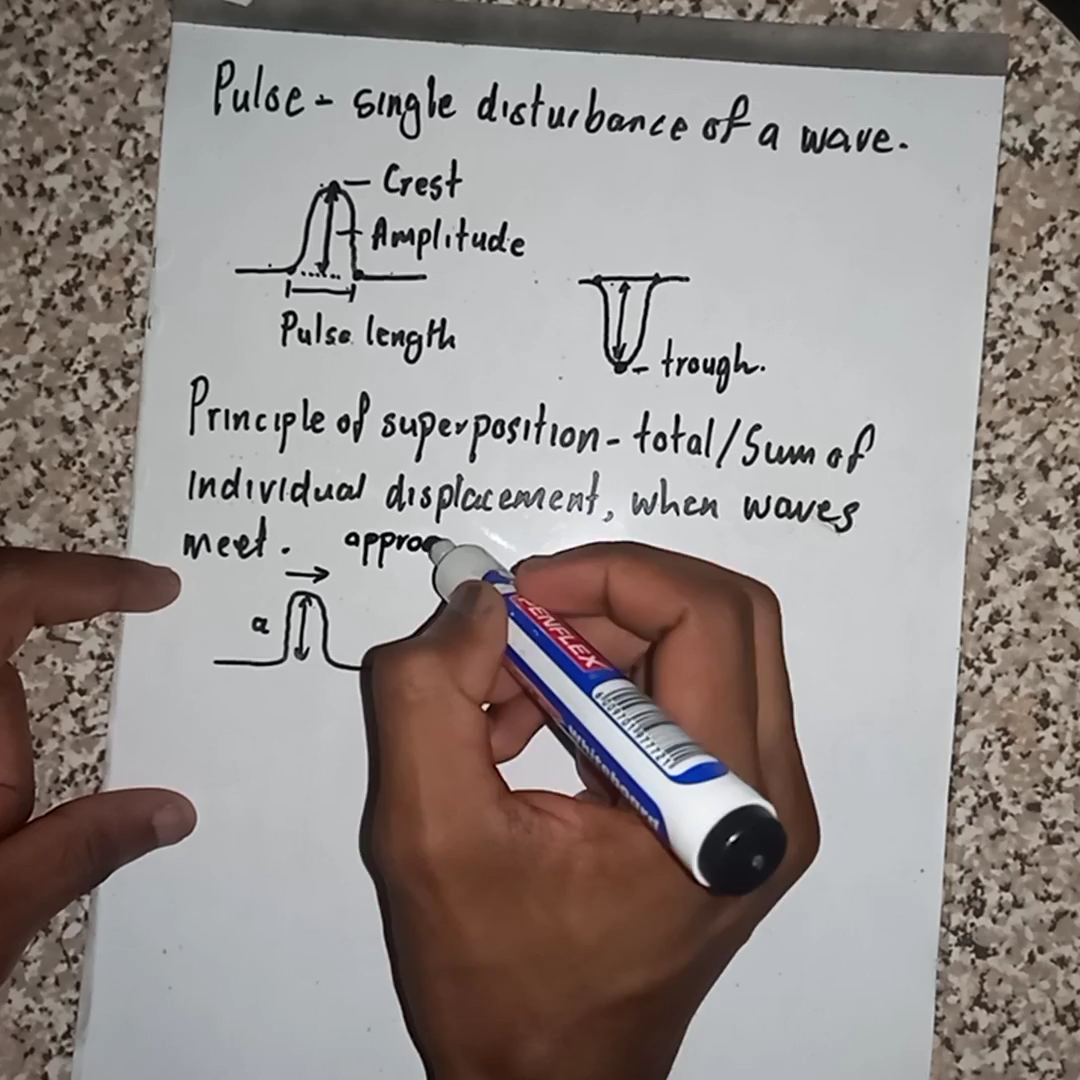 Pulse - single disturbance of a wave.
Crest
Amplitude
Pulse length
trough.
Principle of superposition - total/Sum of
individual displacement, when waves
meet. approa
a
PENFLEX
whiteboard